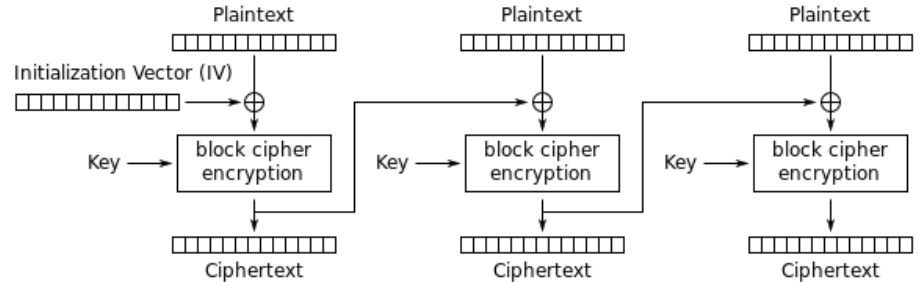 Plaintext
Plaintext
Plaintext
Initialization Vector (IV)
Key
block cipher
encryption
Key
block cipher
encryption
Key
block cipher
encryption
Ciphertext
Ciphertext
Ciphertext